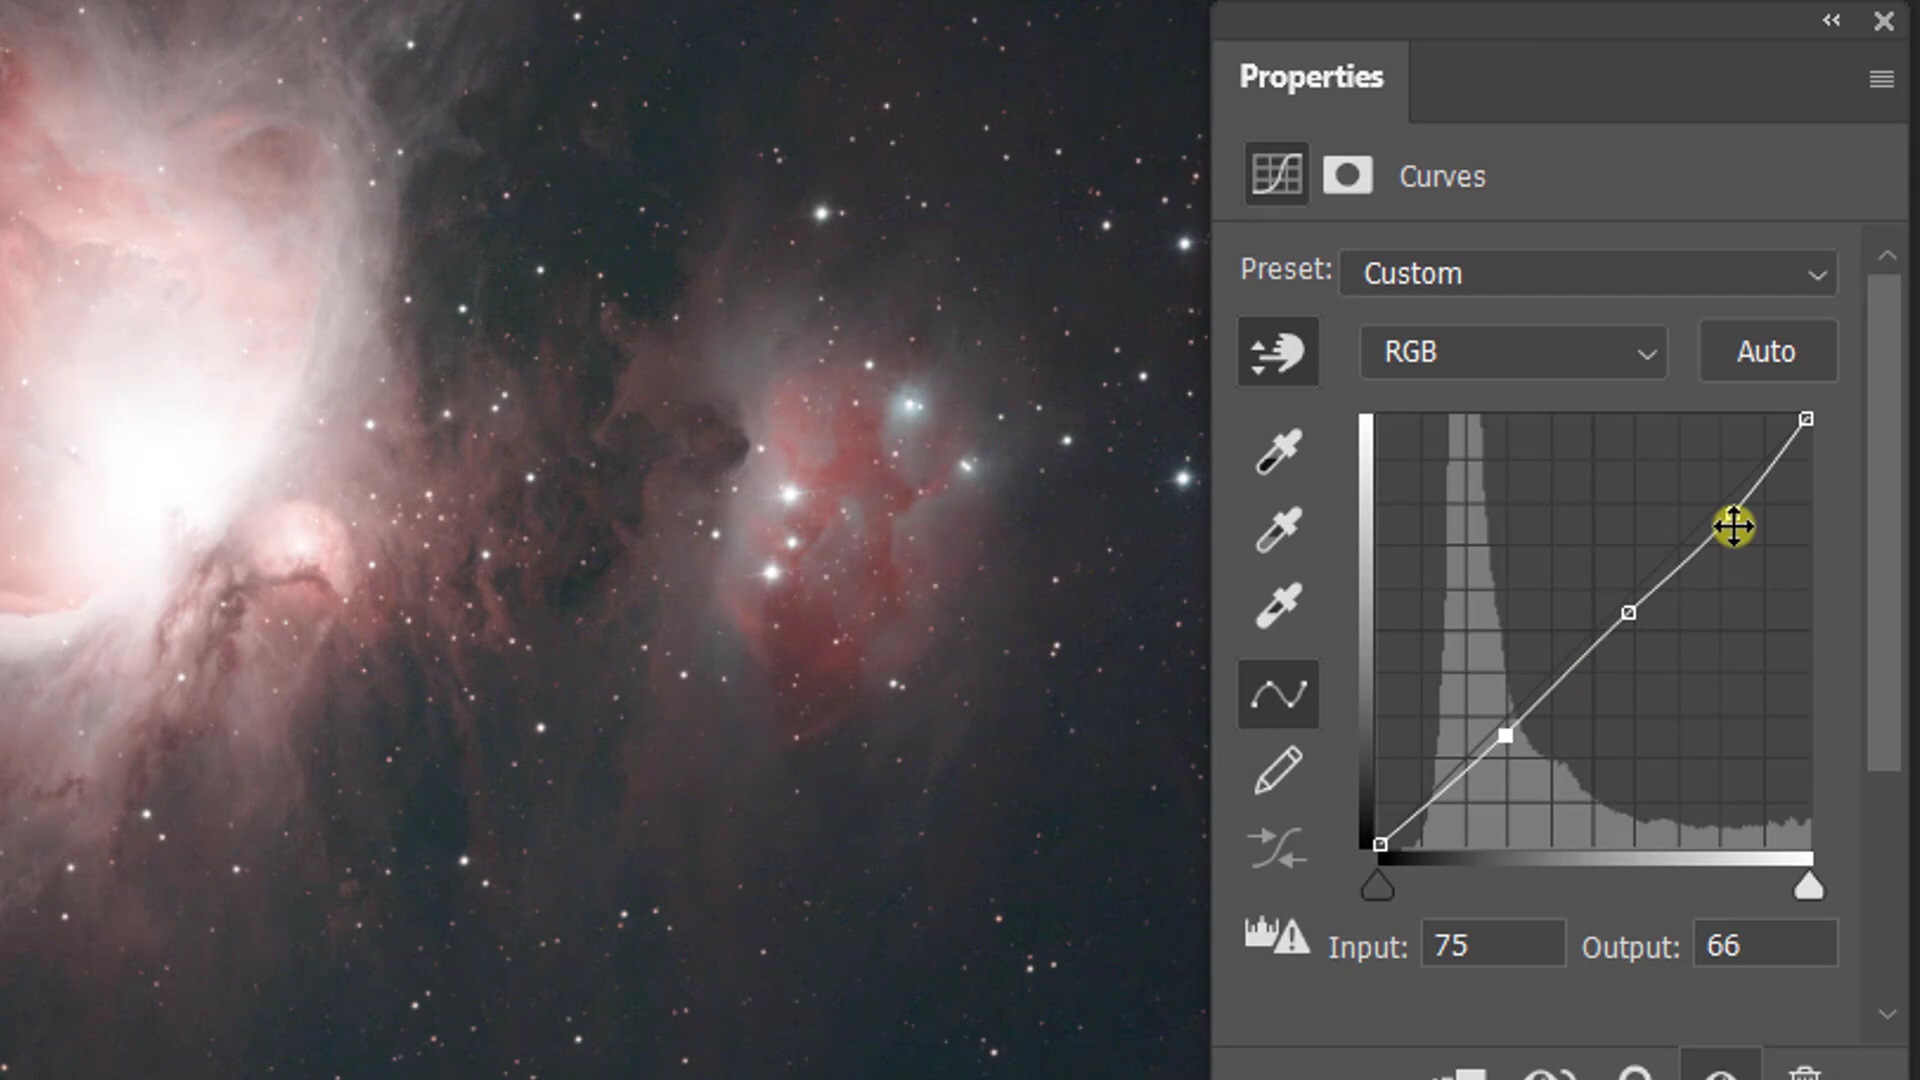 Properties
Curves
Preset: Custom
RGB Auto
Input: 75 Output: 66